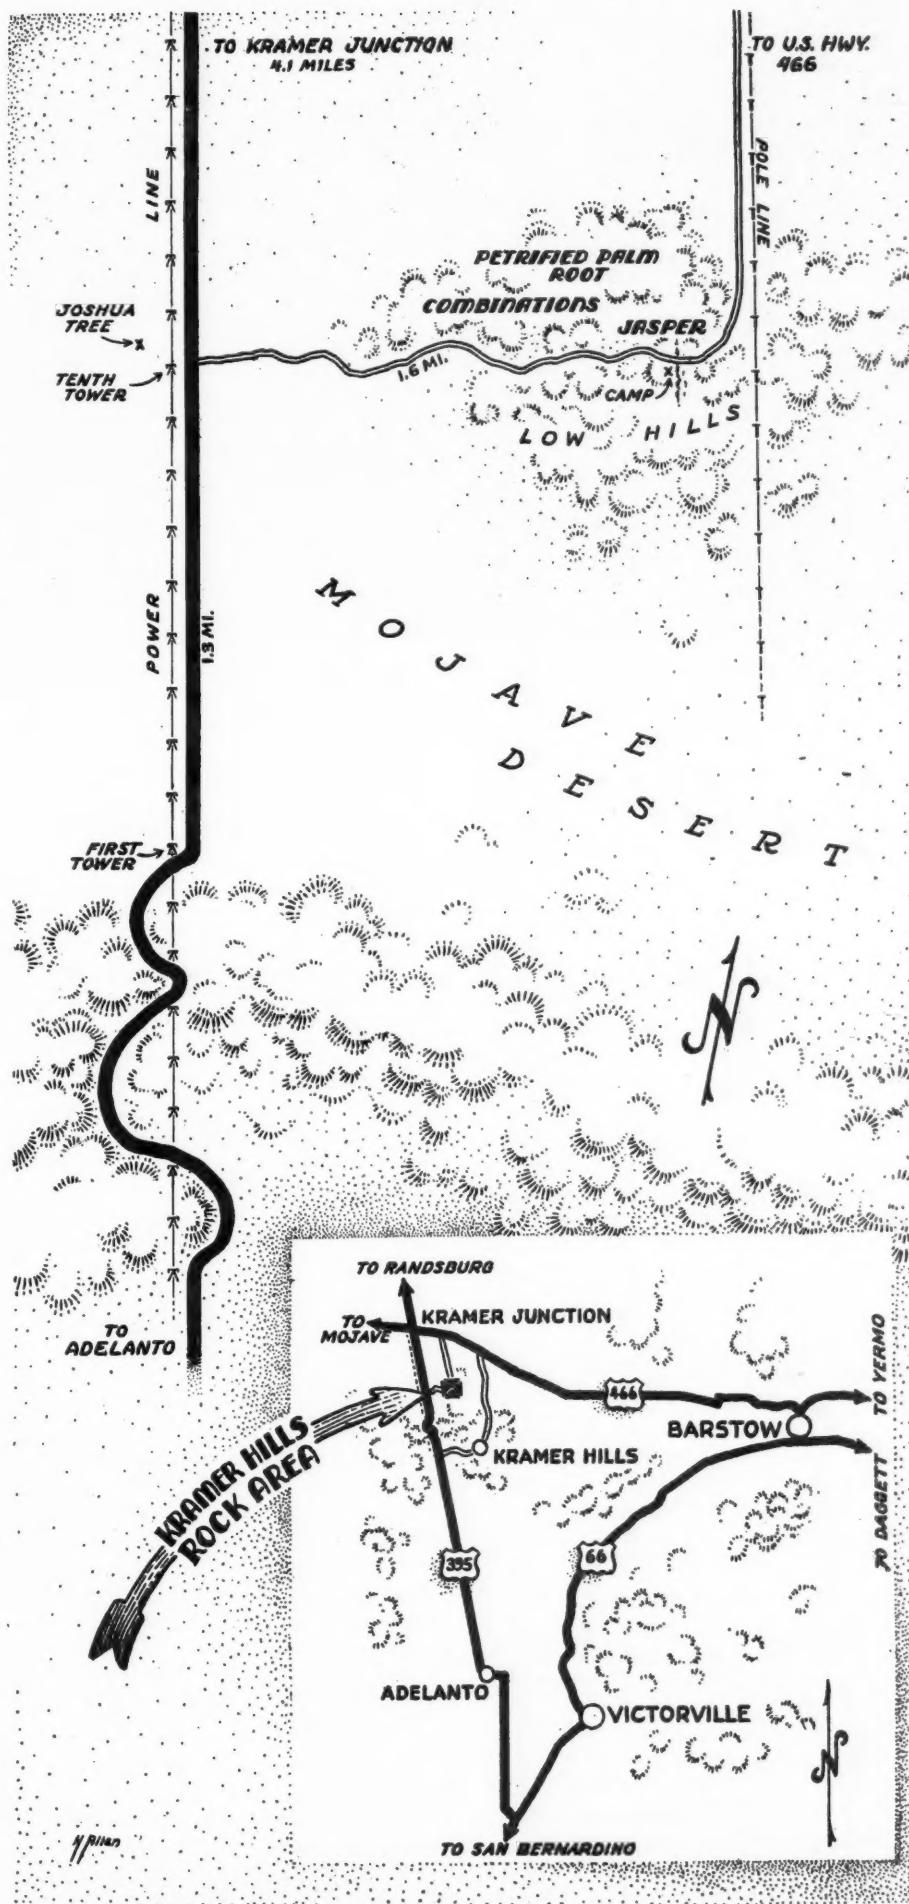 TO KRAMER JUNCTION
4.1 MILES
TO U.S. HWY.
466
LINE
POLE LINE
PETRIFIED PALM
ROOT
COMBINATIONS
JASPER
JOSHUA
TREE
x
1.6 MI.
TENTH
TOWER
x
CAMP
LOW HILLS
POWER
1.3 MI.
MOJAVE
DESERT
FIRST
TOWER
N
TO
ADELANTO
KRAMER HILLS
ROCK AREA
TO RANDSBURG
TO
MOJAVE
KRAMER JUNCTION
466
TO YERMO
BARSTOW
KRAMER HILLS
TO DAGGETT
395
66
ADELANTO
VICTORVILLE
N
TO SAN BERNARDINO
N Allen